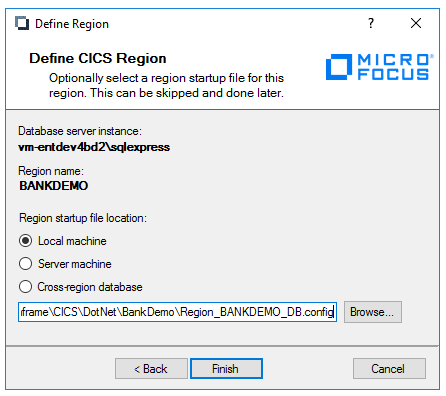 Define Region
?
Define CICS Region
Optionally select a region startup file for this
region. This can be skipped and done later.
MICRO
FOCUS
Database server instance:
vm-entdev4bd2\sqlexpress
Region name:
BANKDEMO
Region startup file location:
Local machine
Server machine
Cross-region database
frame\CICS\DotNet\BankDemo\Region_BANKDEMO_DB.config
Browse...
< Back
Finish
Cancel